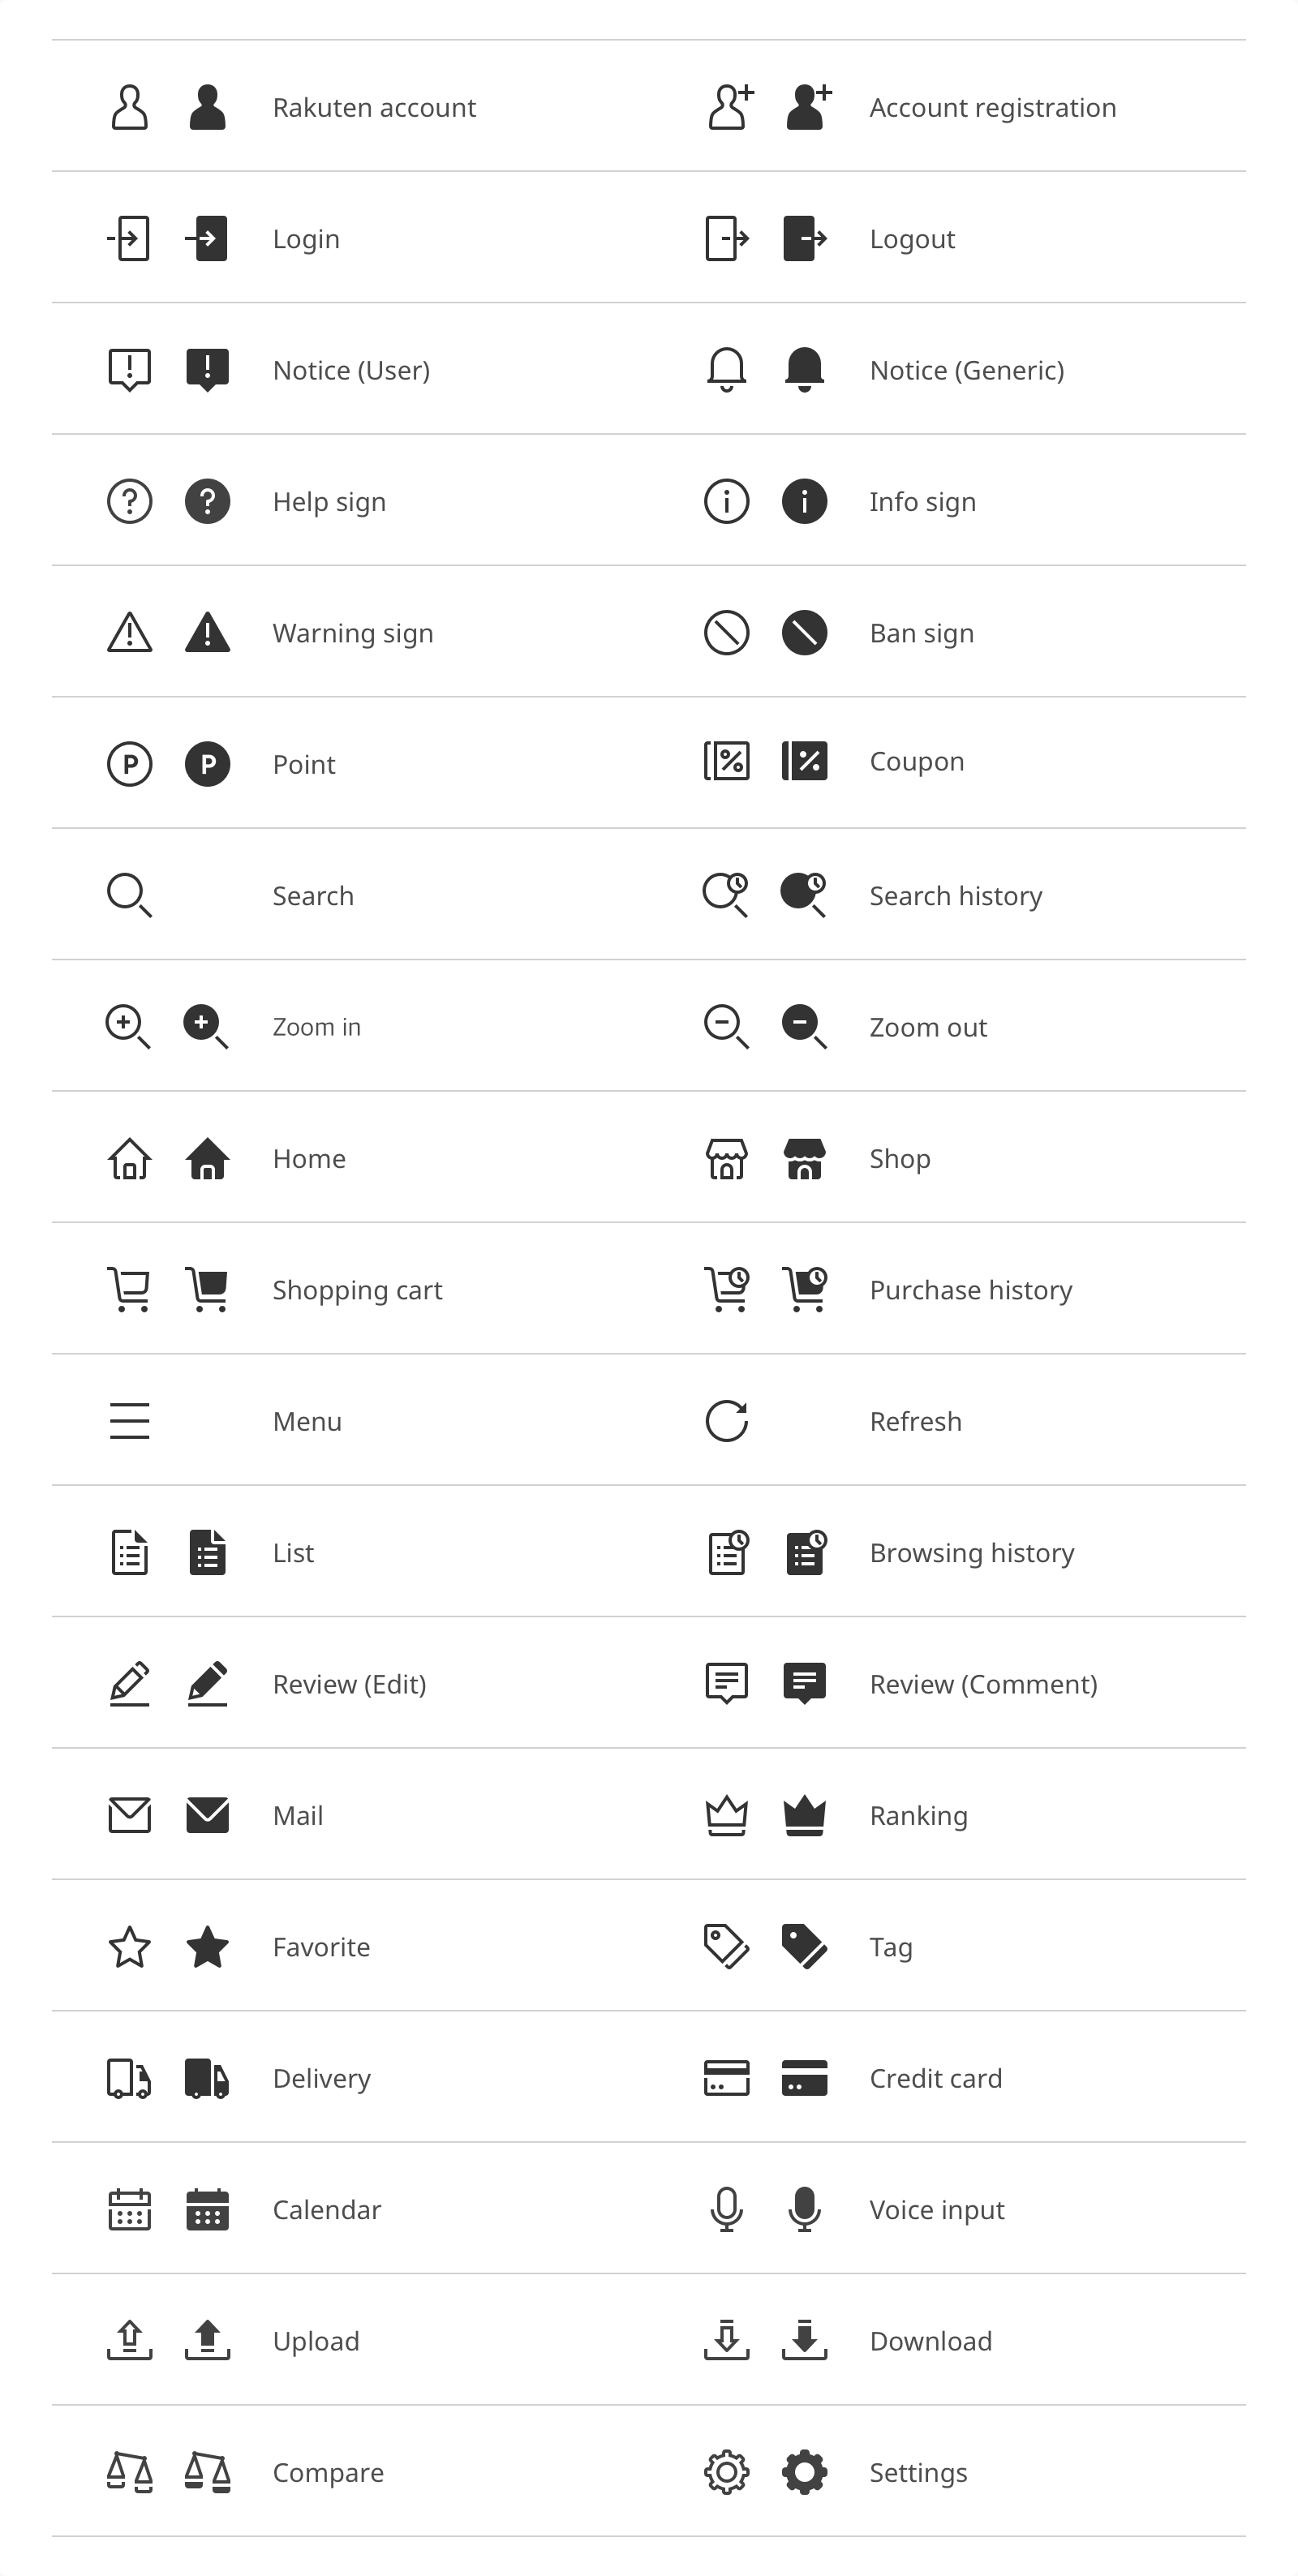 Rakuten account
Account registration
Login
Logout
Notice (User)
Notice (Generic)
Help sign
Info sign
Warning sign
Ban sign
Point
Coupon
Search
Search history
Zoom in
Zoom out
Home
Shop
Shopping cart
Purchase history
Menu
Refresh
List
Browsing history
Review (Edit)
Review (Comment)
Mail
Ranking
Favorite
Tag
Delivery
Credit card
Calendar
Voice input
Upload
Download
Compare
Settings